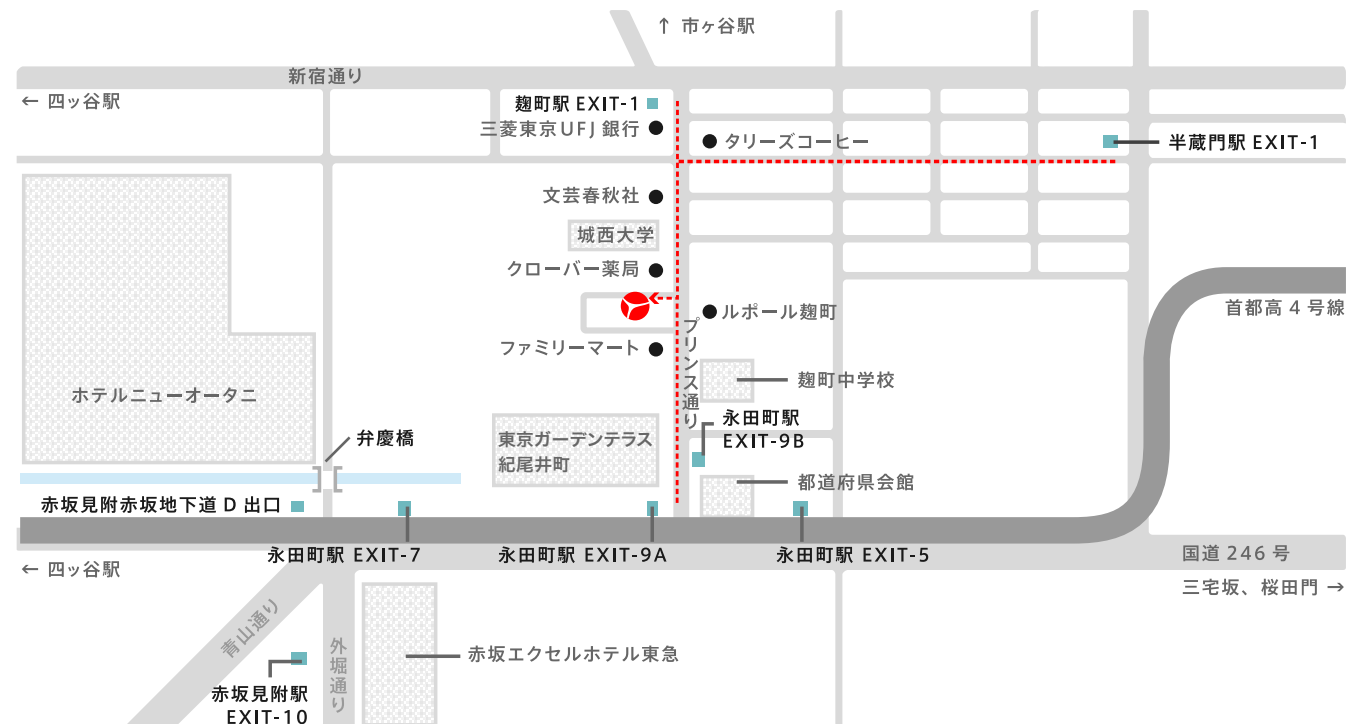 ↑ 市ヶ谷駅
新宿通り
← 四ッ谷駅
麹町駅 EXIT-1
三菱東京UFJ 銀行
タリーズコーヒー
半蔵門駅 EXIT-1
文芸春秋社
城西大学
クローバー薬局
ルポール麹町
首都高 4 号線
プリンス通り
ファミリーマート
麹町中学校
ホテルニューオータニ
永田町駅
EXIT-9B
弁慶橋
東京ガーデンテラス
紀尾井町
都道府県会館
赤坂見附赤坂地下道 D 出口
永田町駅 EXIT-7
永田町駅 EXIT-9A
永田町駅 EXIT-5
国道 246 号
← 四ッ谷駅
三宅坂、桜田門 →
青山通り
外堀通り
赤坂エクセルホテル東急
赤坂見附駅
EXIT-10